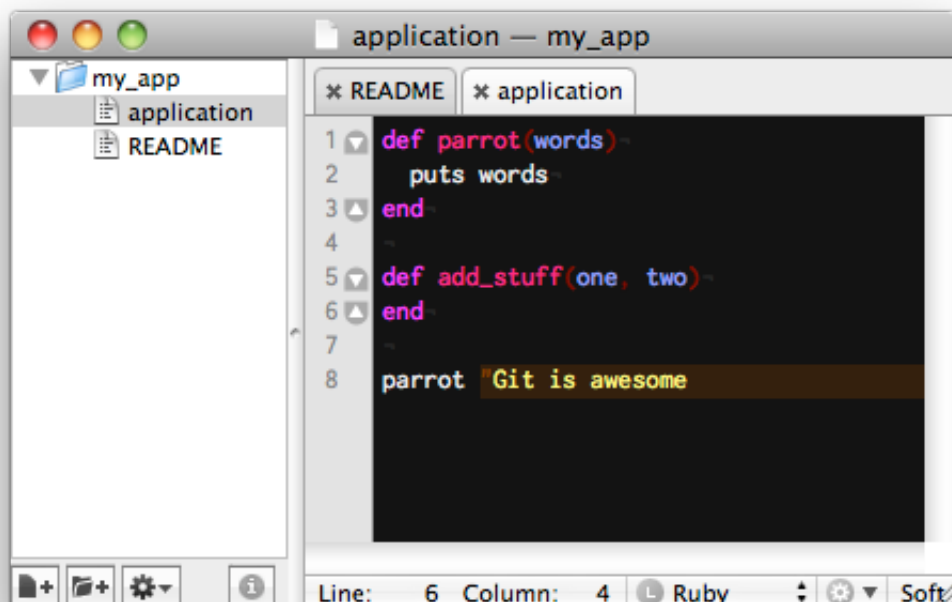 application — my_app
my_app
application
README
README
application
1 def parrot(words)¬
2 puts words¬
3 end¬
4 ¬
5 def add_stuff(one, two)¬
6 end¬
7 ¬
8 parrot "Git is awesome
Line: 6 Column: 4 Ruby Soft